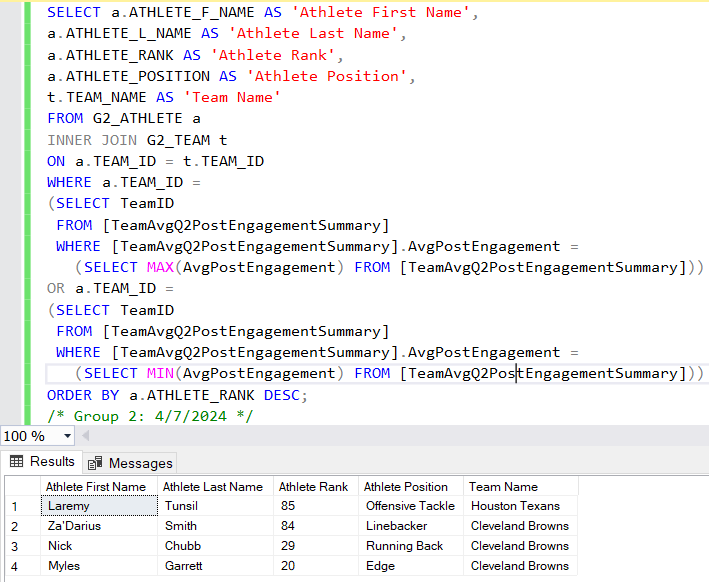 SELECT a.ATHLETE_F_NAME AS 'Athlete First Name',
a.ATHLETE_L_NAME AS 'Athlete Last Name',
a.ATHLETE_RANK AS 'Athlete Rank',
a.ATHLETE_POSITION AS 'Athlete Position',
t.TEAM_NAME AS 'Team Name'
FROM G2_ATHLETE a
INNER JOIN G2_TEAM t
ON a.TEAM_ID = t.TEAM_ID
WHERE a.TEAM_ID =
(SELECT TeamID
FROM [TeamAvgQ2PostEngagementSummary]
WHERE [TeamAvgQ2PostEngagementSummary].AvgPostEngagement =
(SELECT MAX(AvgPostEngagement) FROM [TeamAvgQ2PostEngagementSummary]))
OR a.TEAM_ID =
(SELECT TeamID
FROM [TeamAvgQ2PostEngagementSummary]
WHERE [TeamAvgQ2PostEngagementSummary].AvgPostEngagement =
(SELECT MIN(AvgPostEngagement) FROM [TeamAvgQ2PostEngagementSummary]))
ORDER BY a.ATHLETE_RANK DESC;
/* Group 2: 4/7/2024 */
100 %
Results Messages
Athlete First Name Athlete Last Name Athlete Rank Athlete Position Team Name
1 Laremy Tunsil 85 Offensive Tackle Houston Texans
2 Za'Darius Smith 84 Linebacker Cleveland Browns
3 Nick Chubb 29 Running Back Cleveland Browns
4 Myles Garrett 20 Edge Cleveland Browns